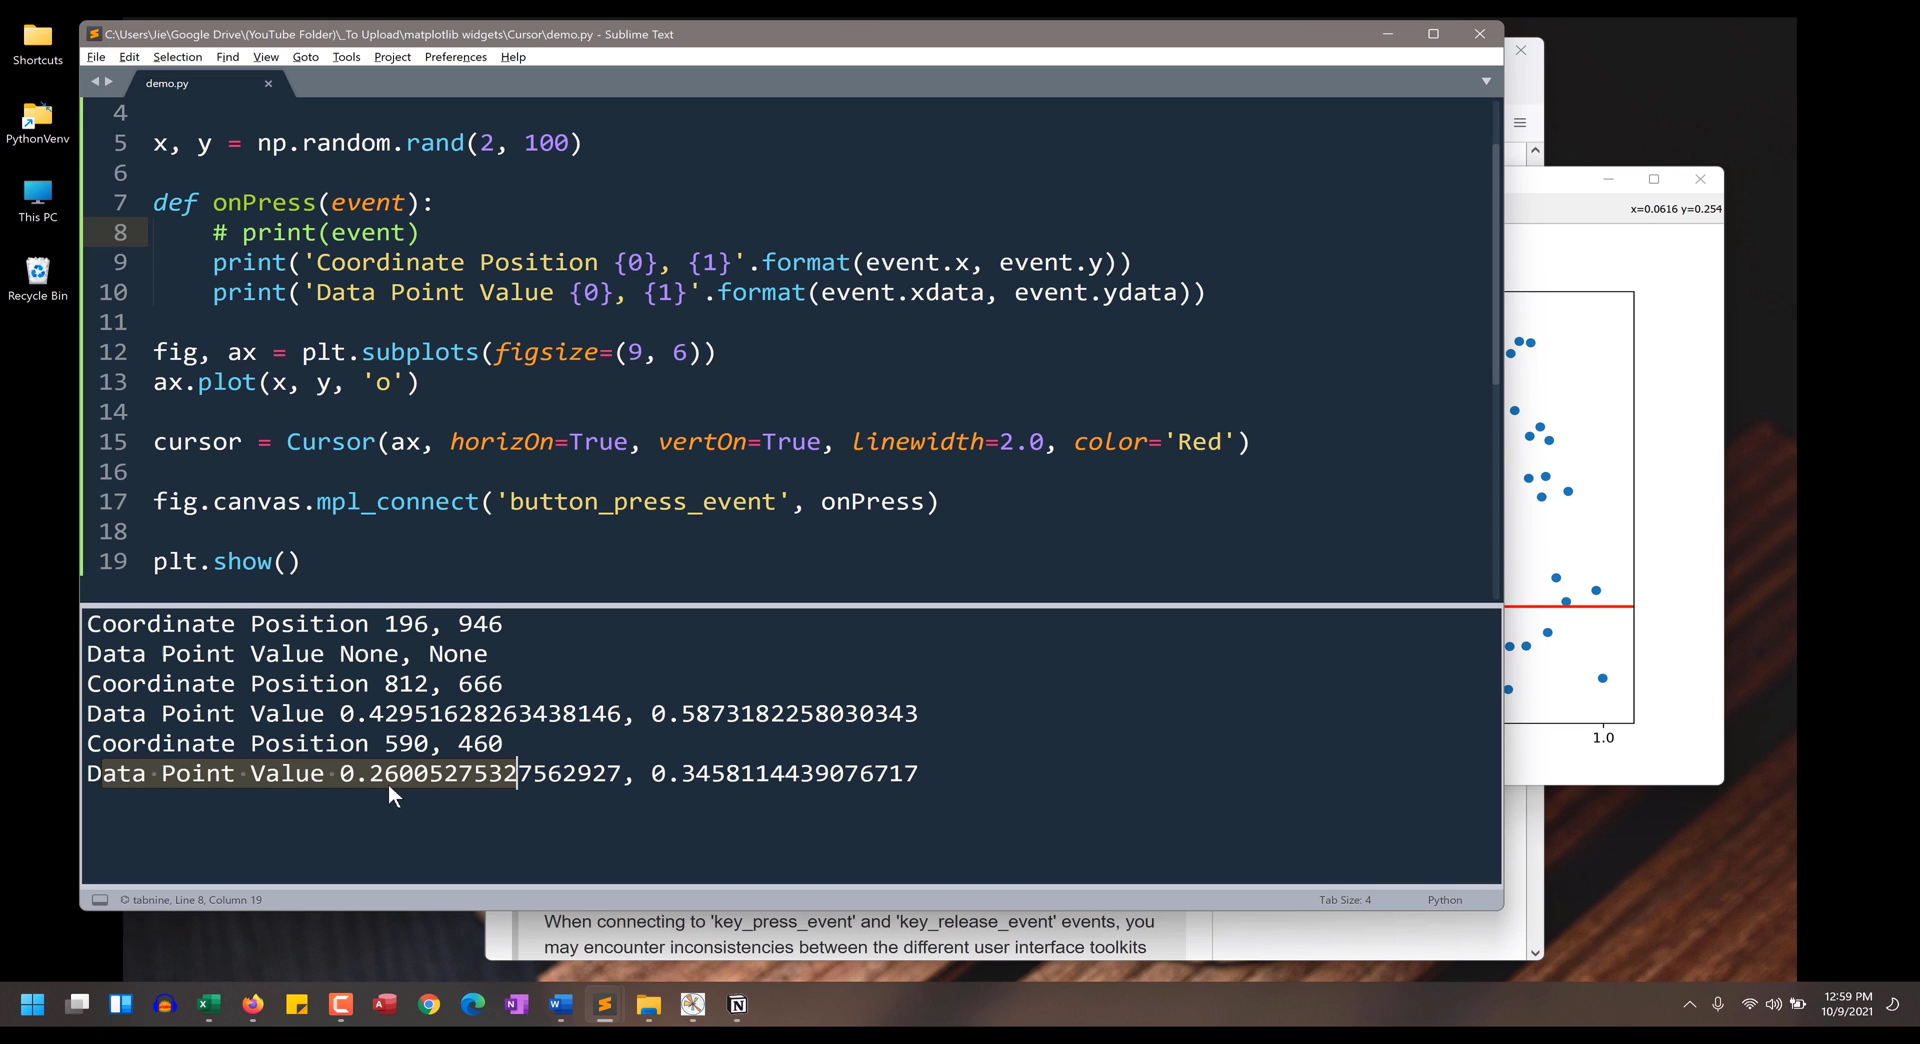 Shortcuts
PythonVenv
This PC
Recycle Bin
C:\Users\Jie\Google Drive\(YouTube Folder)\_To Upload\matplotlib widgets\Cursor\demo.py - Sublime Text
File Edit Selection Find View Goto Tools Project Preferences Help
demo.py
4
5 x, y = np.random.rand(2, 100)
6
7 def onPress(event):
8 # print(event)
9 print('Coordinate Position {0}, {1}'.format(event.x, event.y))
10 print('Data Point Value {0}, {1}'.format(event.xdata, event.ydata))
11
12 fig, ax = plt.subplots(figsize=(9, 6))
13 ax.plot(x, y, 'o')
14
15 cursor = Cursor(ax, horizOn=True, vertOn=True, linewidth=2.0, color='Red')
16
17 fig.canvas.mpl_connect('button_press_event', onPress)
18
19 plt.show()
Coordinate Position 196, 946
Data Point Value None, None
Coordinate Position 812, 666
Data Point Value 0.42951628263438146, 0.5873182258030343
Coordinate Position 590, 460
Data Point Value 0.26005275327562927, 0.3458114439076717
tabnine, Line 8, Column 19
Tab Size: 4
Python
x=0.0616 y=0.254
1.0
When connecting to 'key_press_event' and 'key_release_event' events, you
may encounter inconsistencies between the different user interface toolkits
12:59 PM
10/9/2021